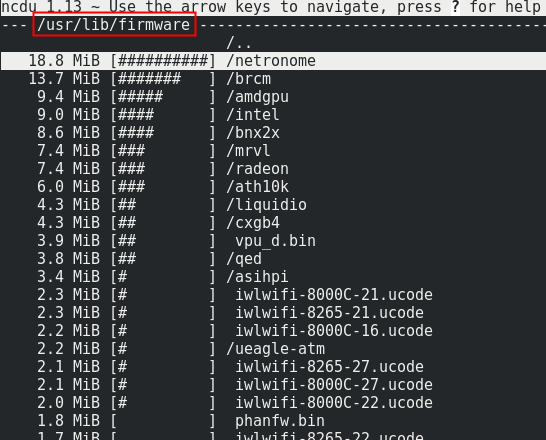 ncdu 1.13 ~ Use the arrow keys to navigate, press ? for help
--- /usr/lib/firmware ---------------------------------------
/..
18.8 MiB [##########] /netronome
13.7 MiB [#######   ] /brcm
9.4 MiB [#####     ] /amdgpu
9.0 MiB [####      ] /intel
8.6 MiB [####      ] /bnx2x
7.4 MiB [###       ] /mrvl
7.4 MiB [###       ] /radeon
6.0 MiB [###       ] /ath10k
4.3 MiB [##        ] /liquidio
4.3 MiB [##        ] /cxgb4
3.9 MiB [##        ]  vpu_d.bin
3.8 MiB [##        ] /qed
3.4 MiB [#         ] /asihpi
2.3 MiB [#         ]  iwlwifi-8000C-21.ucode
2.3 MiB [#         ]  iwlwifi-8265-21.ucode
2.2 MiB [#         ]  iwlwifi-8000C-16.ucode
2.2 MiB [#         ] /ueagle-atm
2.1 MiB [#         ]  iwlwifi-8265-27.ucode
2.1 MiB [#         ]  iwlwifi-8000C-27.ucode
2.0 MiB [#         ]  iwlwifi-8000C-22.ucode
1.8 MiB [          ]  phanfw.bin
1.7 MiB [          ]  iwlwifi-8265-22.ucode